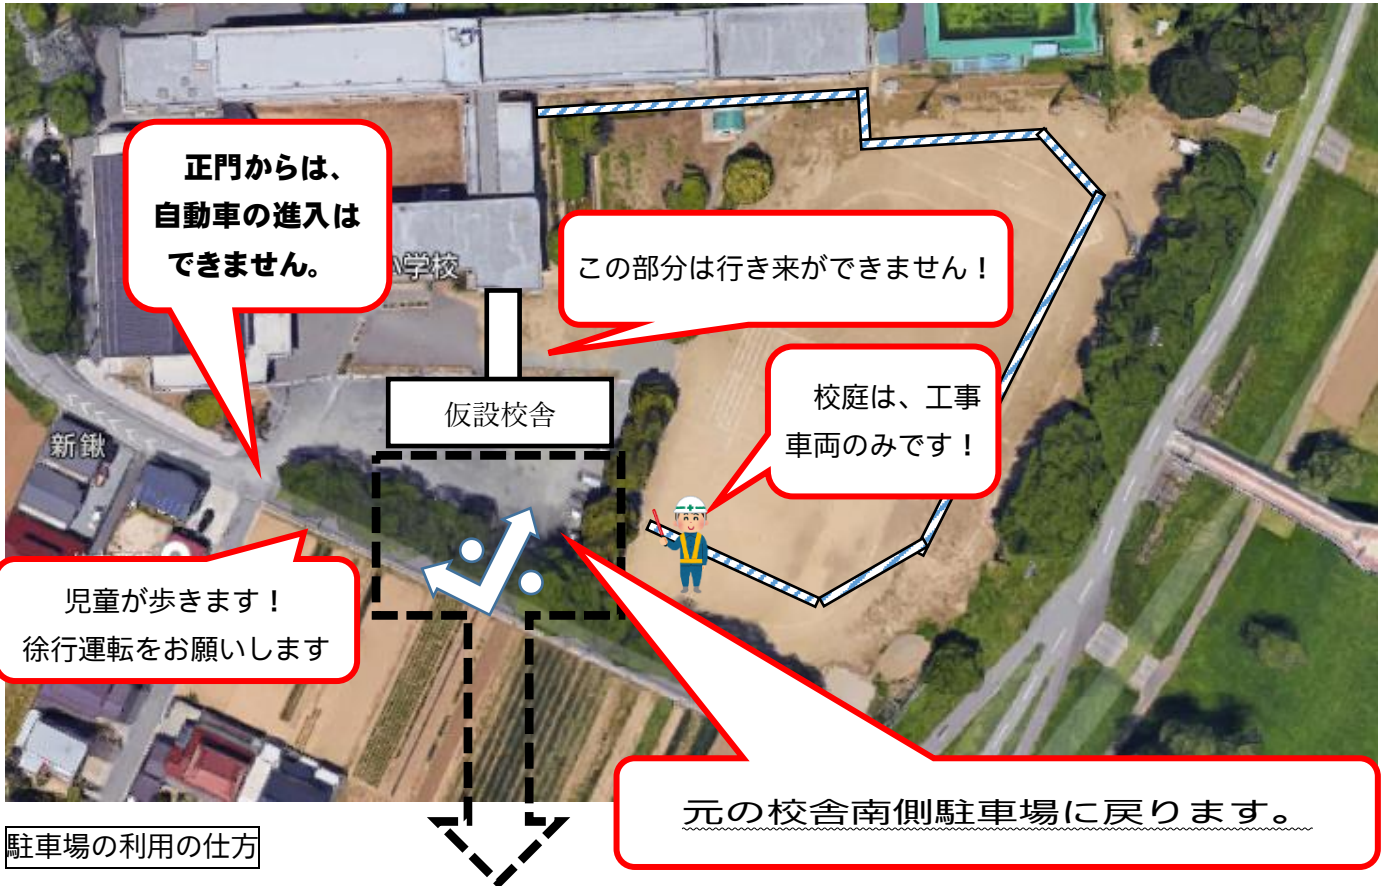 正門からは、
自動車の進入は
できません。
小学校
この部分は行き来ができません！
校庭は、工事
車両のみです！
仮設校舎
新鍬
児童が歩きます！
徐行運転をお願いします
元の校舎南側駐車場に戻ります。
駐車場の利用の仕方